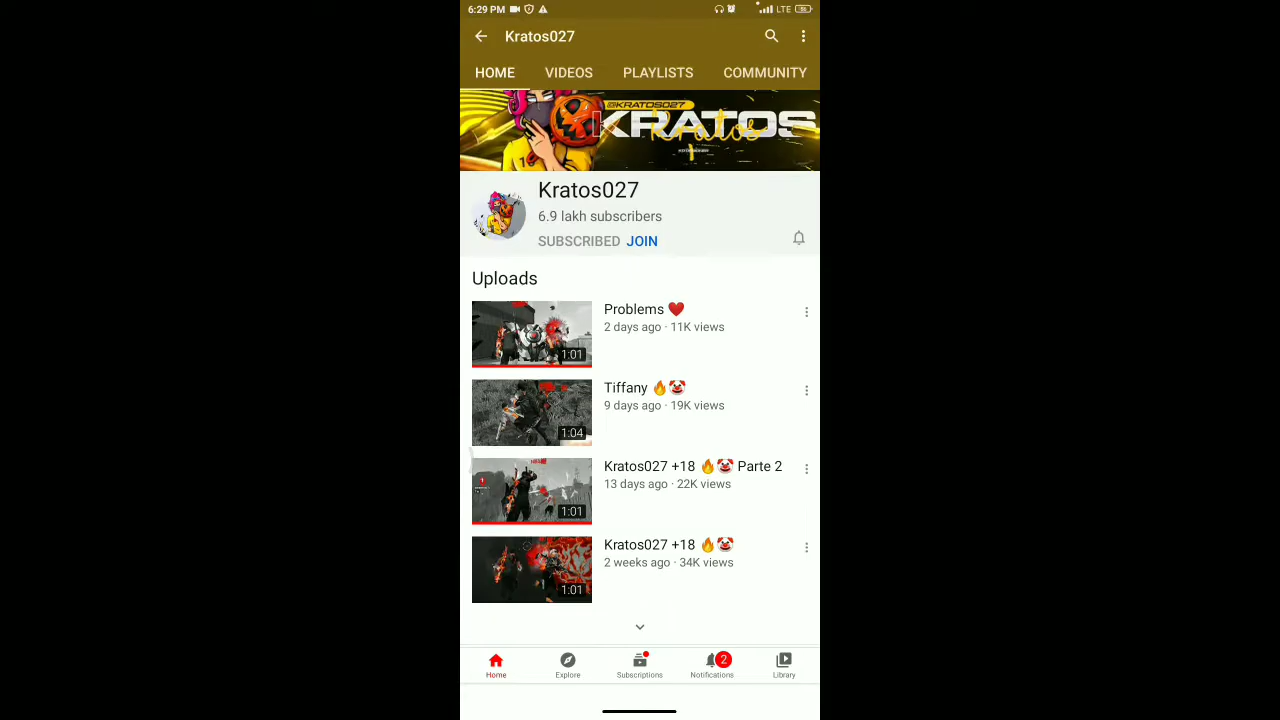 6:29 PM
LTE
56
Kratos027
HOME VIDEOS PLAYLISTS COMMUNITY
@KRATOS027
KRATOS
Kratos
Kratos027
6.9 lakh subscribers
SUBSCRIBED JOIN
Uploads
Problems ❤️
2 days ago · 11K views
1:01
Tiffany 🔥🤡
9 days ago · 19K views
1:04
Kratos027 +18 🔥🤡 Parte 2
13 days ago · 22K views
1:01
Kratos027 +18 🔥🤡
2 weeks ago · 34K views
1:01
2
Home Explore Subscriptions Notifications Library